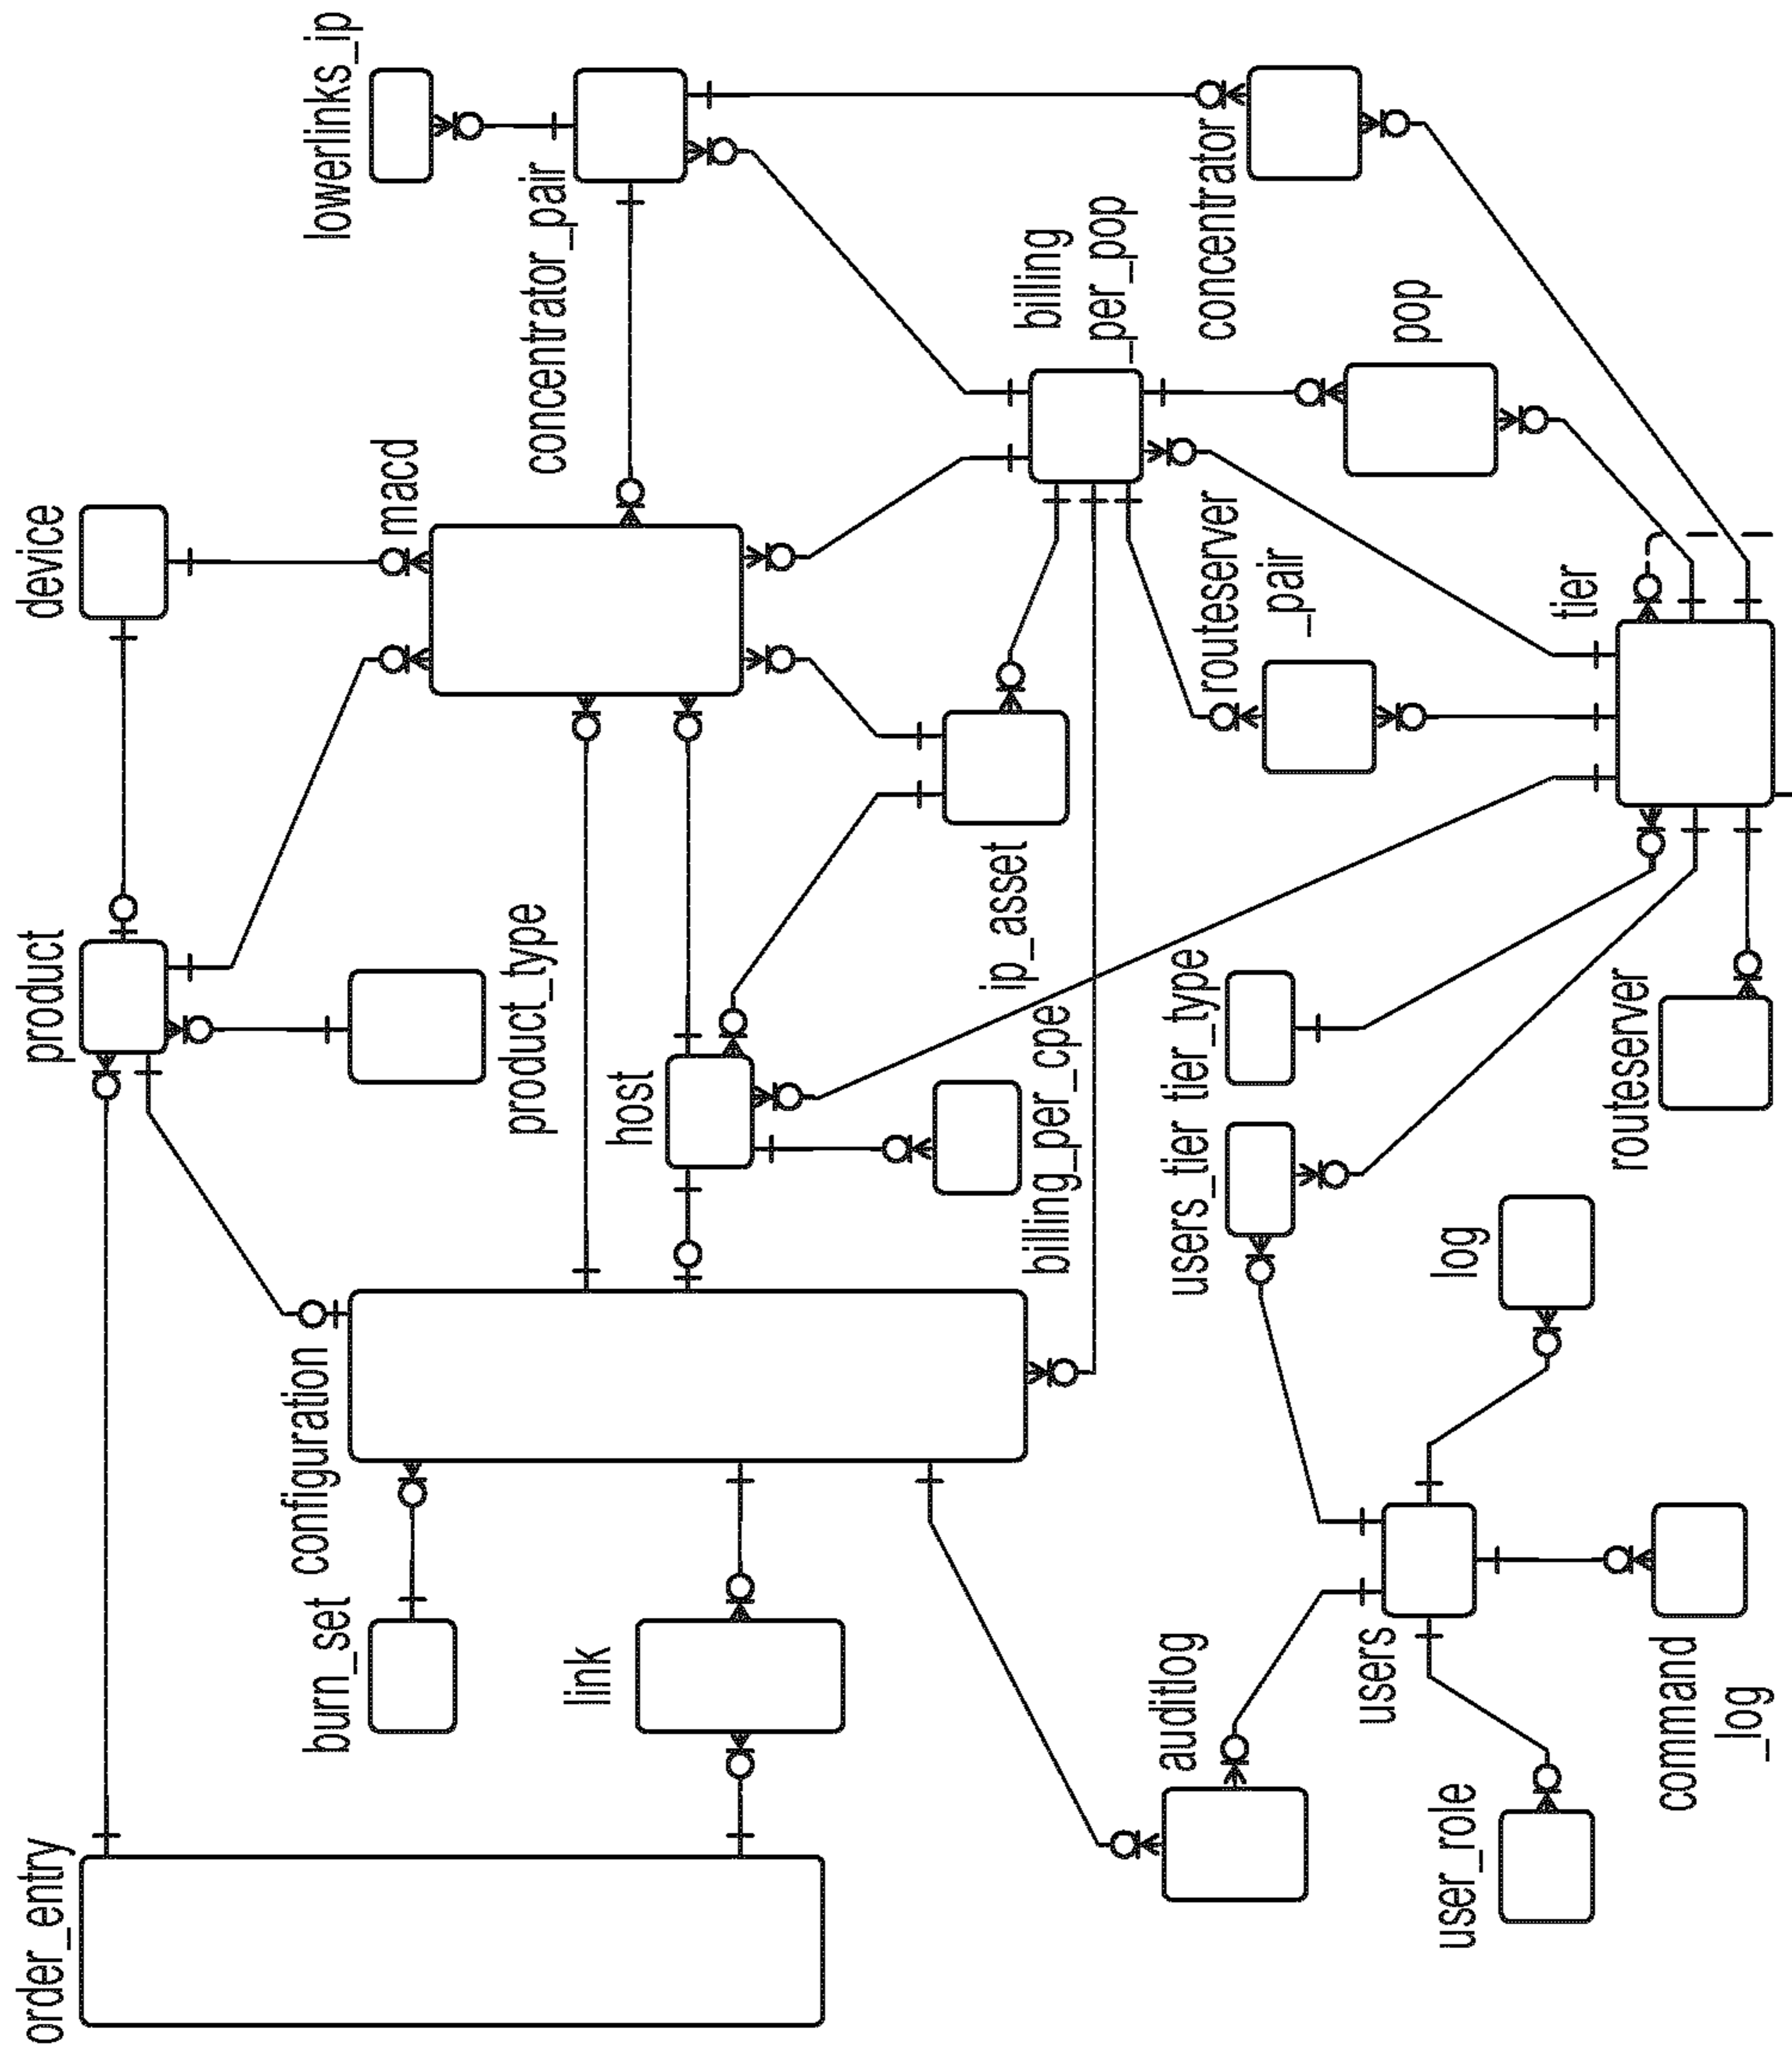 order_entry
product
device
burn_set
configuration
lowerlinks_ip
macd
product_type
concentrator_pair
link
host
ip_asset
billing
_per_pop
billing_per_cpe
auditlog
users_tier
tier_type
routeserver
_pair
concentrator
users
pop
user_role
log
tier
routeserver
command
_log